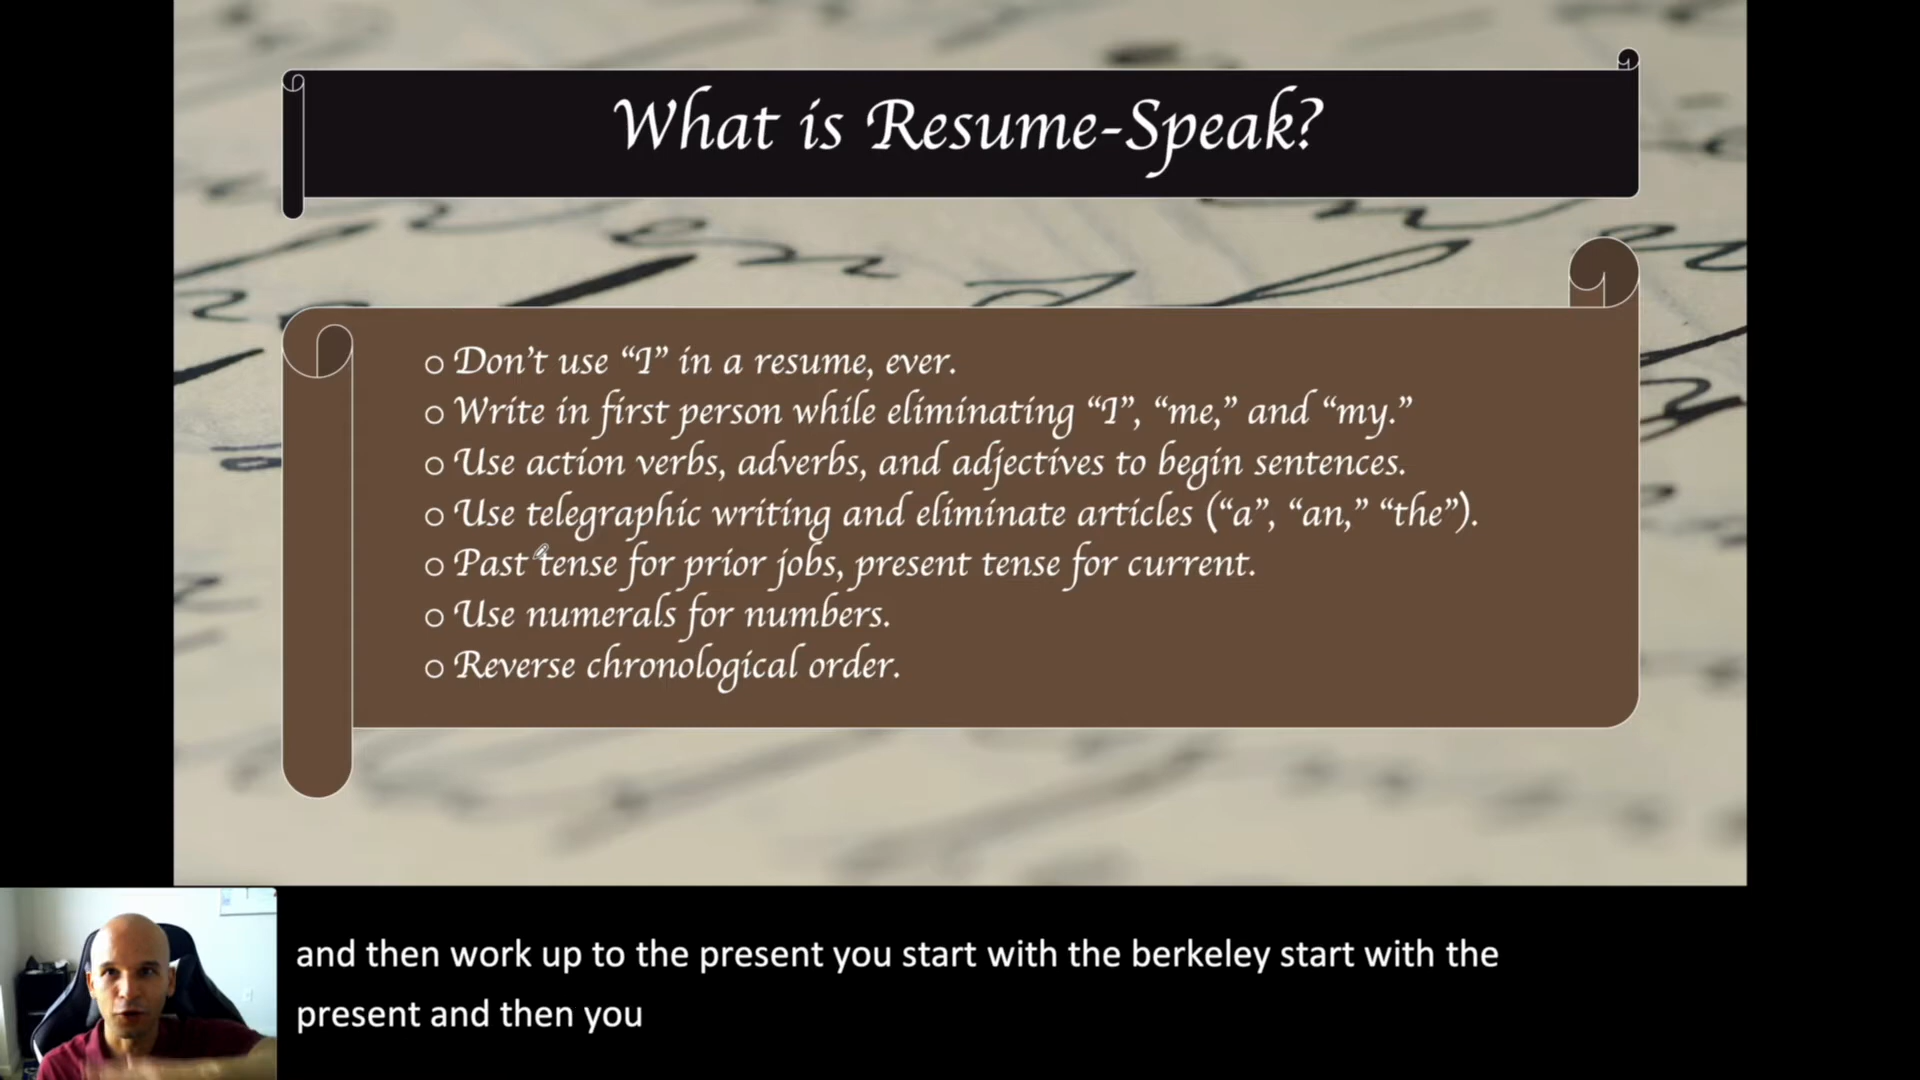 What is Resume-Speak?
○ Don't use “I” in a resume, ever.
○ Write in first person while eliminating “I”, “me,” and “my.”
○ Use action verbs, adverbs, and adjectives to begin sentences.
○ Use telegraphic writing and eliminate articles (“a”, “an,” “the”).
○ Past tense for prior jobs, present tense for current.
○ Use numerals for numbers.
○ Reverse chronological order.
and then work up to the present you start with the berkeley start with the
present and then you